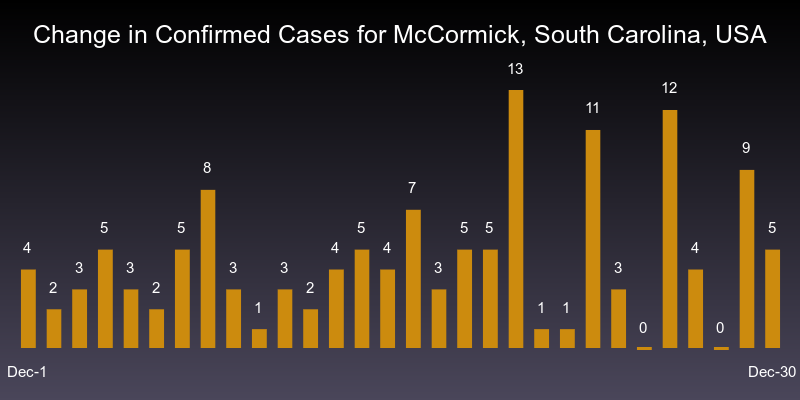 Change in Confirmed Cases for McCormick, South Carolina, USA
4 2 3 5 3 2 5 8 3 1 3 2 4 5 4 7 3 5 5 13 1 1 11 3 0 12 4 0 9 5
Dec-1 Dec-30